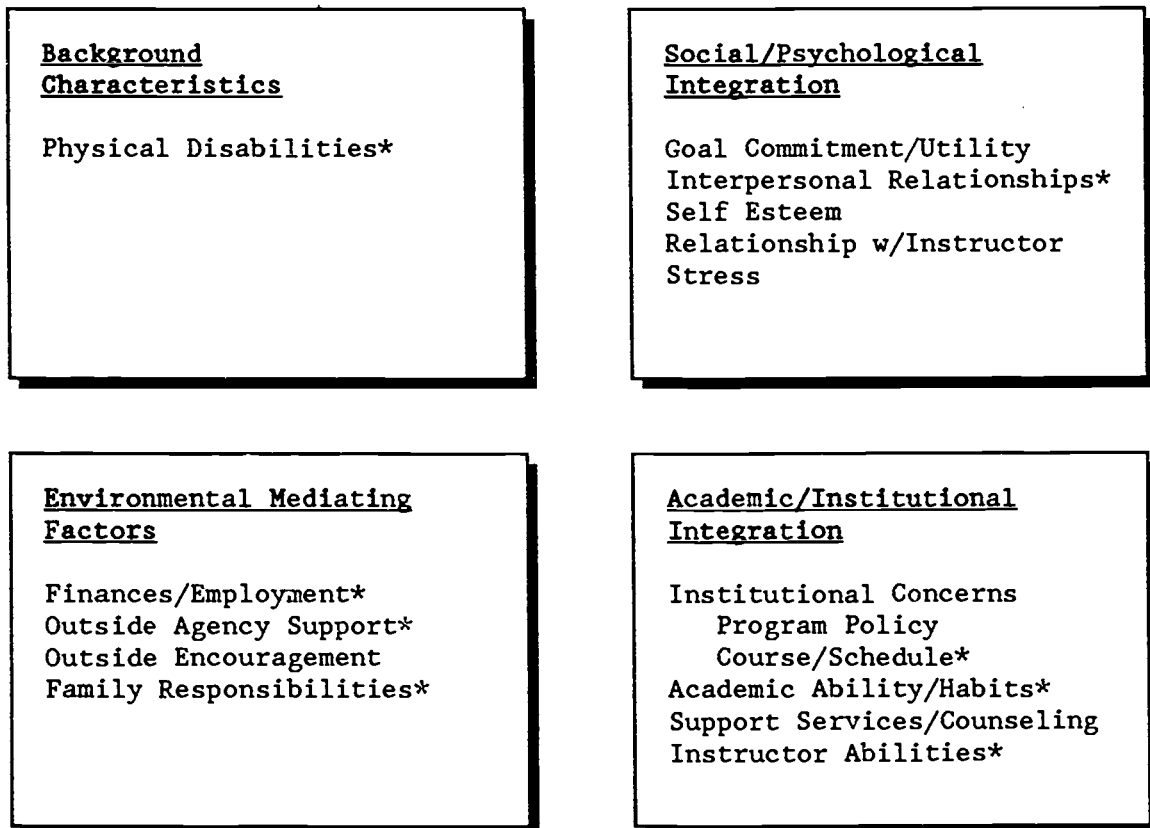 Background
Characteristics
Physical Disabilities*
Social/Psychological
Integration
Goal Commitment/Utility
Interpersonal Relationships*
Self Esteem
Relationship w/Instructor
Stress
Environmental Mediating
Factors
Finances/Employment*
Outside Agency Support*
Outside Encouragement
Family Responsibilities*
Academic/Institutional
Integration
Institutional Concerns
Program Policy
Course/Schedule*
Academic Ability/Habits*
Support Services/Counseling
Instructor Abilities*